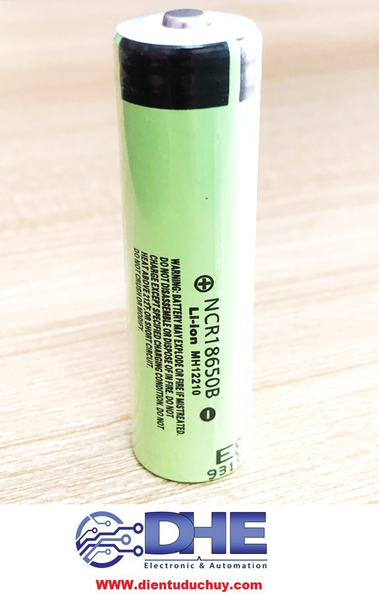 WARNING: BATTERY MAY EXPLODE OR FIRE IF MISTREATED.
DO NOT DISASSEMBLE OR DISPOSE OF IN FIRE. DO NOT
CHARGE EXCEPT SPECIFIED CHARGING CONDITION. DO NOT
HEAT ABOVE 212°F, OR SHORT CIRCUIT.
DO NOT CRUSH OR MODIFY.
⊕ NCR18650B ⊖
Li-Ion MH12210
931
DHE
Electronic & Automation
www.dientuduchuy.com